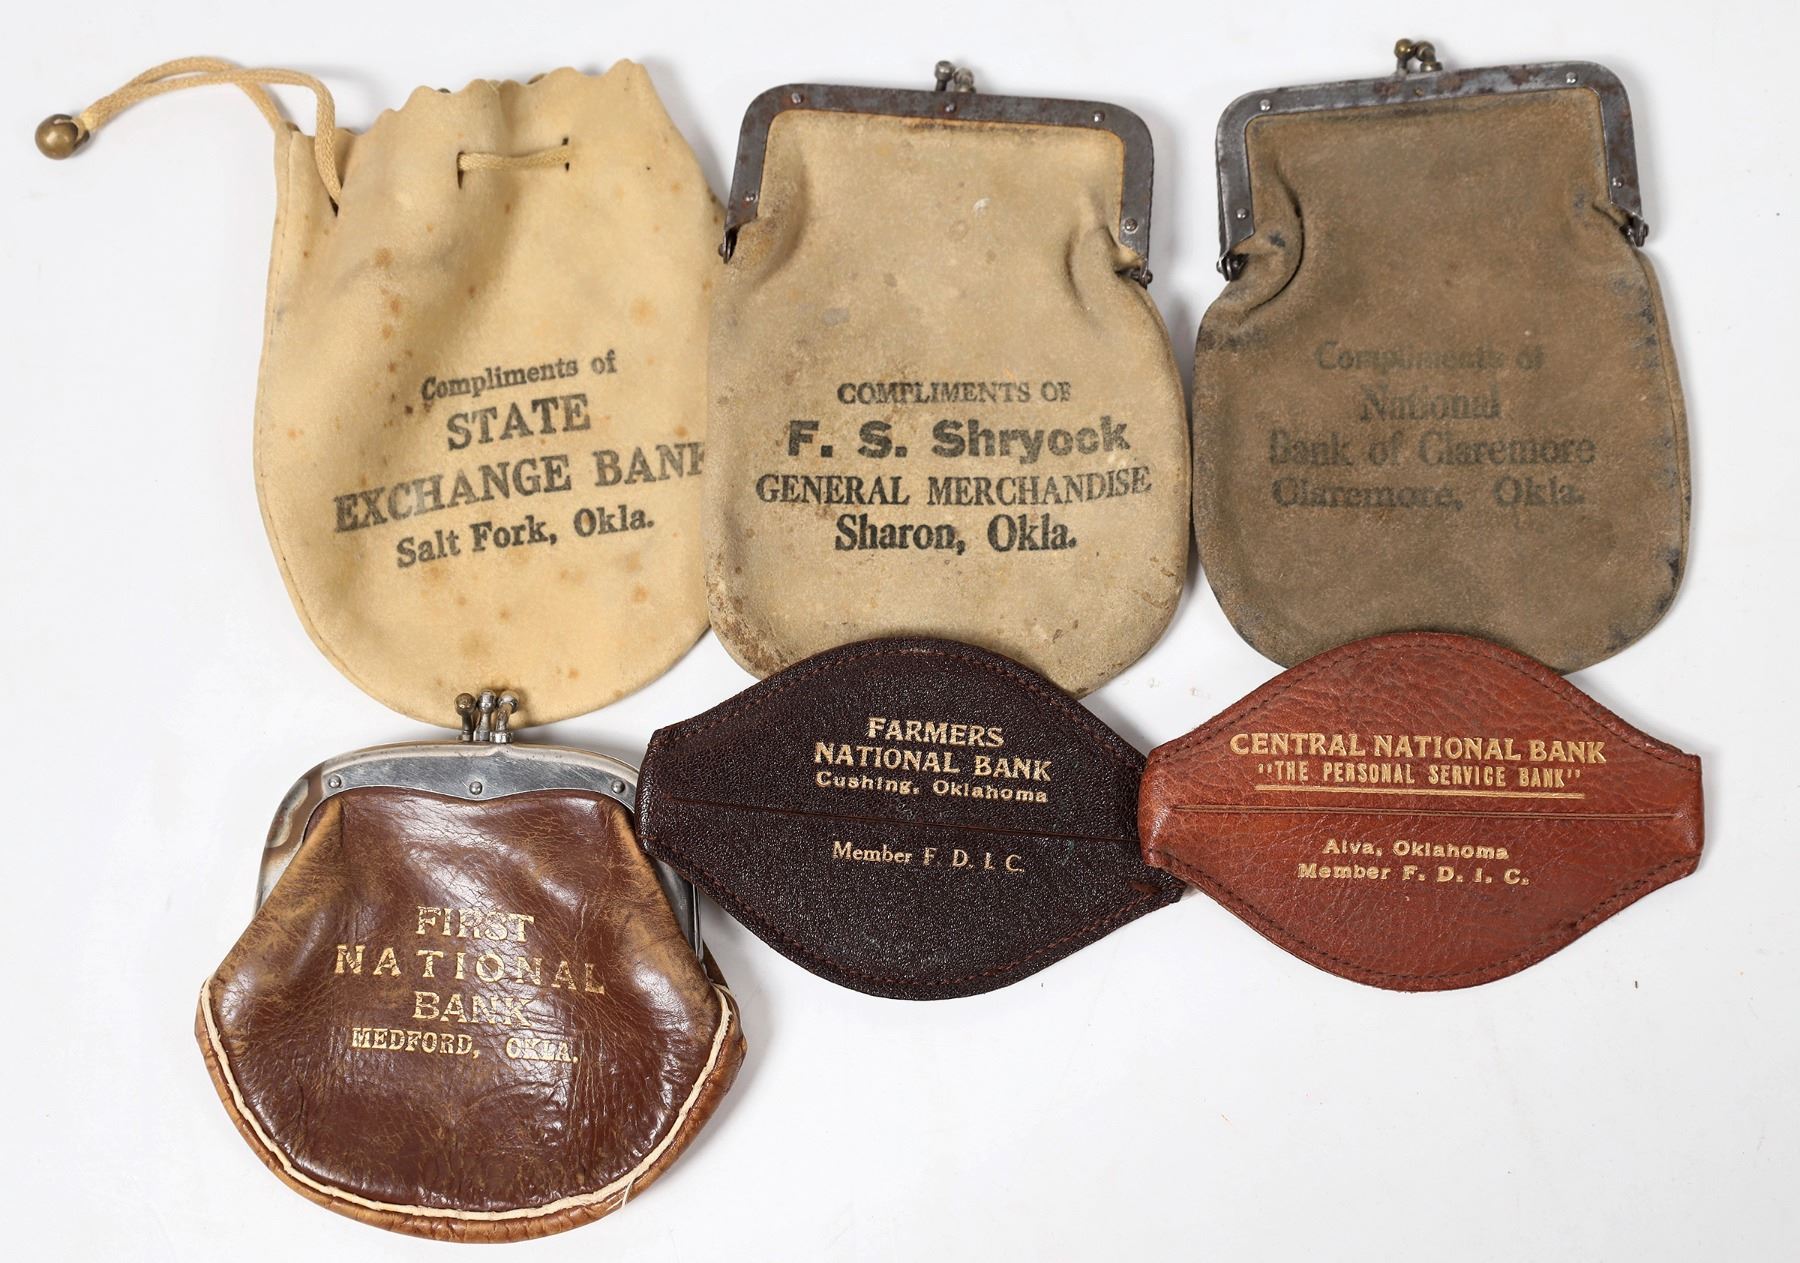 Compliments of
STATE
EXCHANGE BANK
Salt Fork, Okla.
COMPLIMENTS OF
F. S. Shryock
GENERAL MERCHANDISE
Sharon, Okla.
Compliments of
National
Bank of Claremore
Claremore, Okla.
FIRST
NATIONAL
BANK
MEDFORD, OKLA.
FARMERS
NATIONAL BANK
Cushing, Oklahoma
Member F. D. I. C.
CENTRAL NATIONAL BANK
"THE PERSONAL SERVICE BANK"
Alva, Oklahoma
Member F. D. I. C.